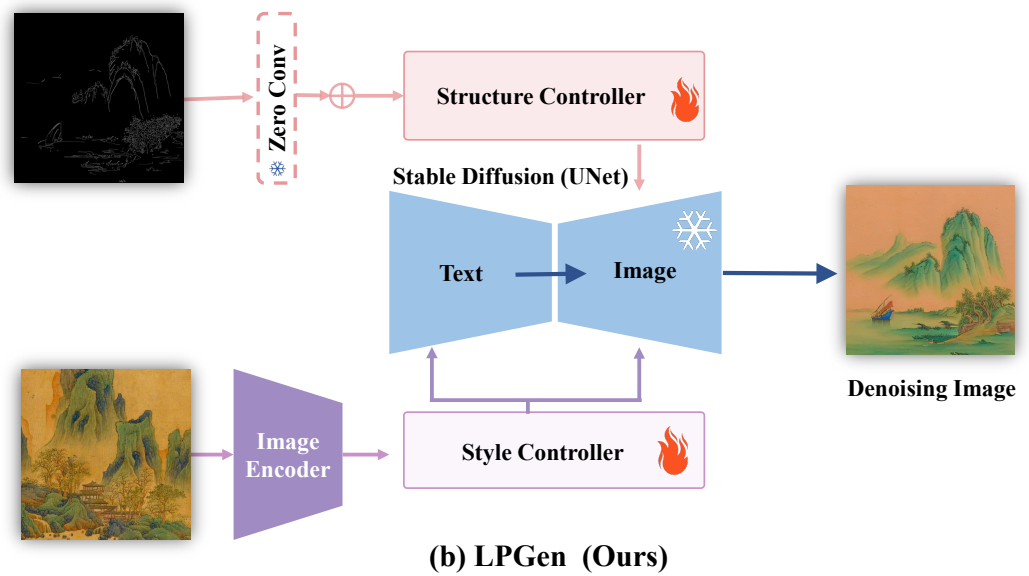 Zero Conv
Structure Controller
Stable Diffusion (UNet)
Text
Image
Denoising Image
Image
Encoder
Style Controller
(b) LPGen (Ours)